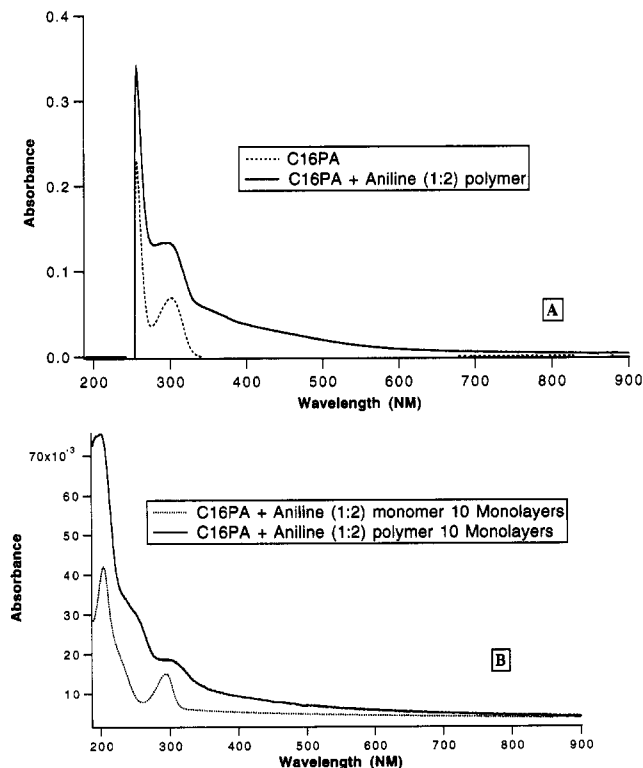 0.4
0.3
0.2
0.1
0.0
Absorbance
C16PA
C16PA + Aniline (1:2) polymer
A
200 300 400 500 600 700 800 900
Wavelength (NM)
70x10-3
60
50
40
30
20
10
Absorbance
C16PA + Aniline (1:2) monomer 10 Monolayers
C16PA + Aniline (1:2) polymer 10 Monolayers
B
200 300 400 500 600 700 800 900
Wavelength (NM)